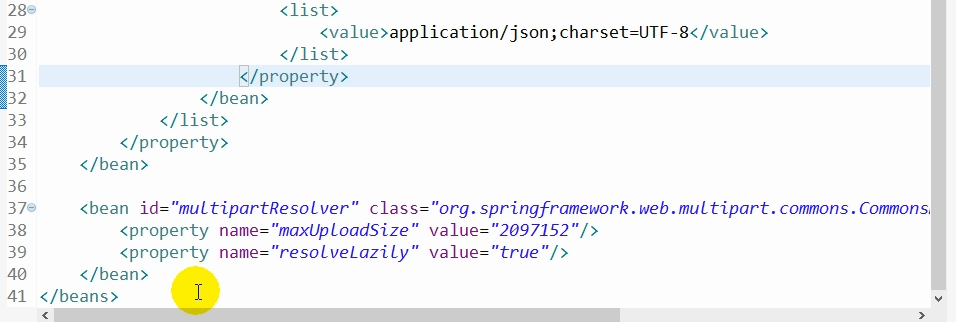 28 <list>
29 <value>application/json;charset=UTF-8</value>
30 </list>
31 </property>
32 </bean>
33 </list>
34 </property>
35 </bean>
36
37 <bean id="multipartResolver" class="org.springframework.web.multipart.commons.Commons
38 <property name="maxUploadSize" value="2097152"/>
39 <property name="resolveLazily" value="true"/>
40 </bean>
41 </beans>